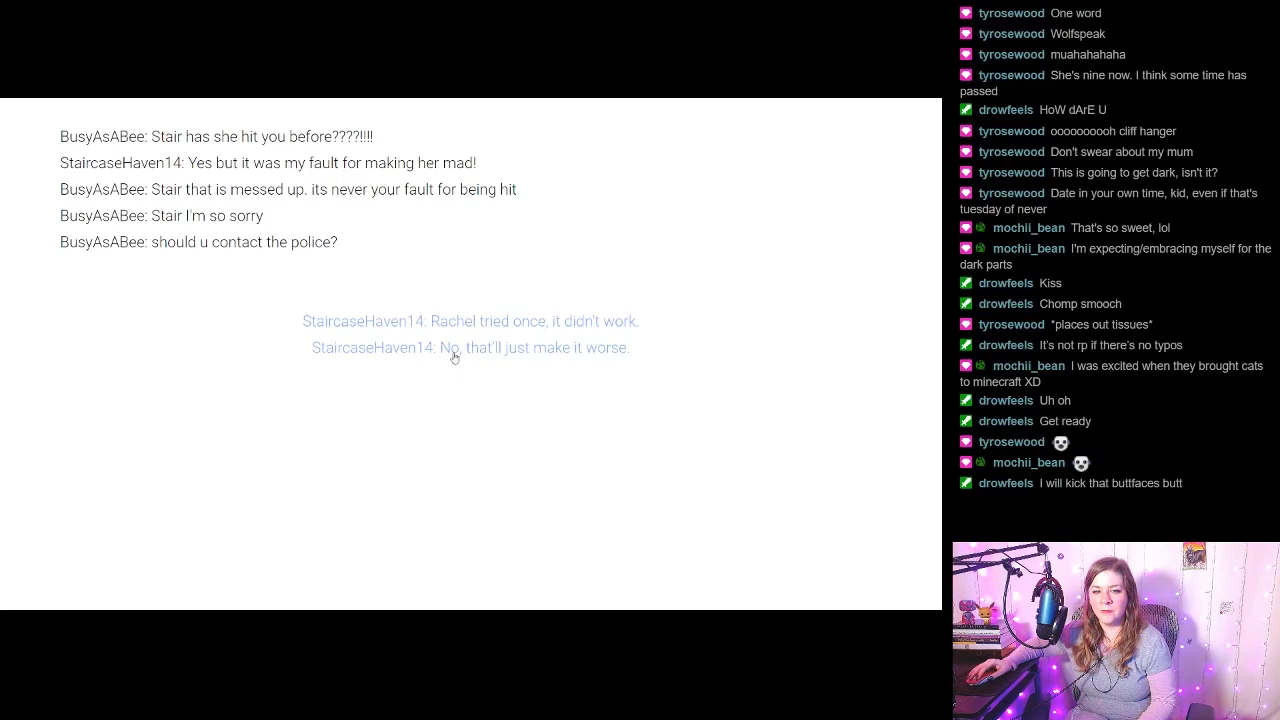 BusyAsABee: Stair has she hit you before????!!!!
StaircaseHaven14: Yes but it was my fault for making her mad!
BusyAsABee: Stair that is messed up. its never your fault for being hit
BusyAsABee: Stair I'm so sorry
BusyAsABee: should u contact the police?
StaircaseHaven14: Rachel tried once, it didn't work.
StaircaseHaven14: No, that'll just make it worse.
tyrosewood One word
tyrosewood Wolfspeak
tyrosewood muahahahaha
tyrosewood She's nine now. I think some time has
passed
drowfeels HoW dArE U
tyrosewood oooooooooh cliff hanger
tyrosewood Don't swear about my mum
tyrosewood This is going to get dark, isn't it?
tyrosewood Date in your own time, kid, even if that's
tuesday of never
mochii_bean That's so sweet, lol
mochii_bean I'm expecting/embracing myself for the
dark parts
drowfeels Kiss
drowfeels Chomp smooch
tyrosewood *places out tissues*
drowfeels It's not rp if there's no typos
mochii_bean I was excited when they brought cats
to minecraft XD
drowfeels Uh oh
drowfeels Get ready
tyrosewood
mochii_bean
drowfeels I will kick that buttfaces butt